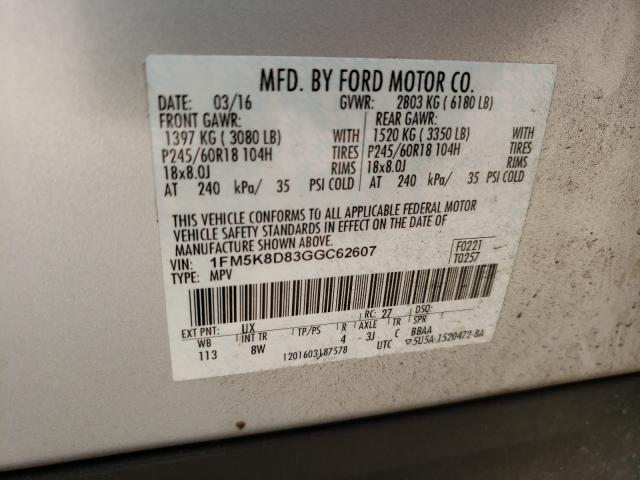 MFD. BY FORD MOTOR CO.
DATE: 03/16 GVWR: 2803 KG ( 6180 LB)
FRONT GAWR: REAR GAWR:
1397 KG ( 3080 LB) WITH 1520 KG ( 3350 LB) WITH
P245/60R18 104H TIRES P245/60R18 104H TIRES
18x8.0J RIMS 18x8.0J RIMS
AT 240 kPa/ 35 PSI COLD AT 240 kPa/ 35 PSI COLD
THIS VEHICLE CONFORMS TO ALL APPLICABLE FEDERAL MOTOR
VEHICLE SAFETY STANDARDS IN EFFECT ON THE DATE OF
MANUFACTURE SHOWN ABOVE.
VIN: 1FM5K8D83GGC62607 F0221
TYPE: MPV T0257
RC: 27 DSO:
EXT PNT: UX TP/PS R AXLE TR SPR
WB INT TR 4 3J C BBAA
113 8W UTC
1201603187578 5U5A-1520472-BA